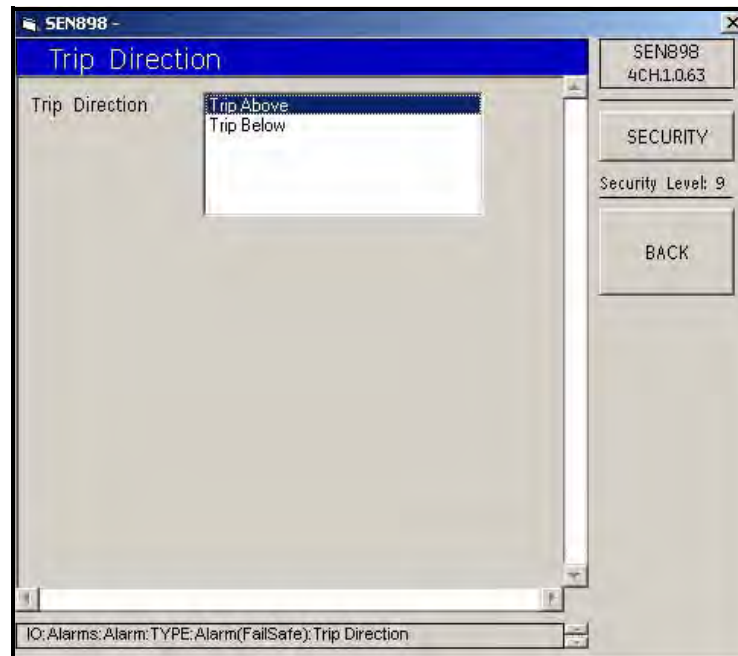 SEN898 -
Trip Direction
SEN898
4CH.1.0.63
Trip Direction
Trip Above
Trip Below
SECURITY
Security Level: 9
BACK
IO:Alarms:Alarm:TYPE:Alarm(FailSafe):Trip Direction